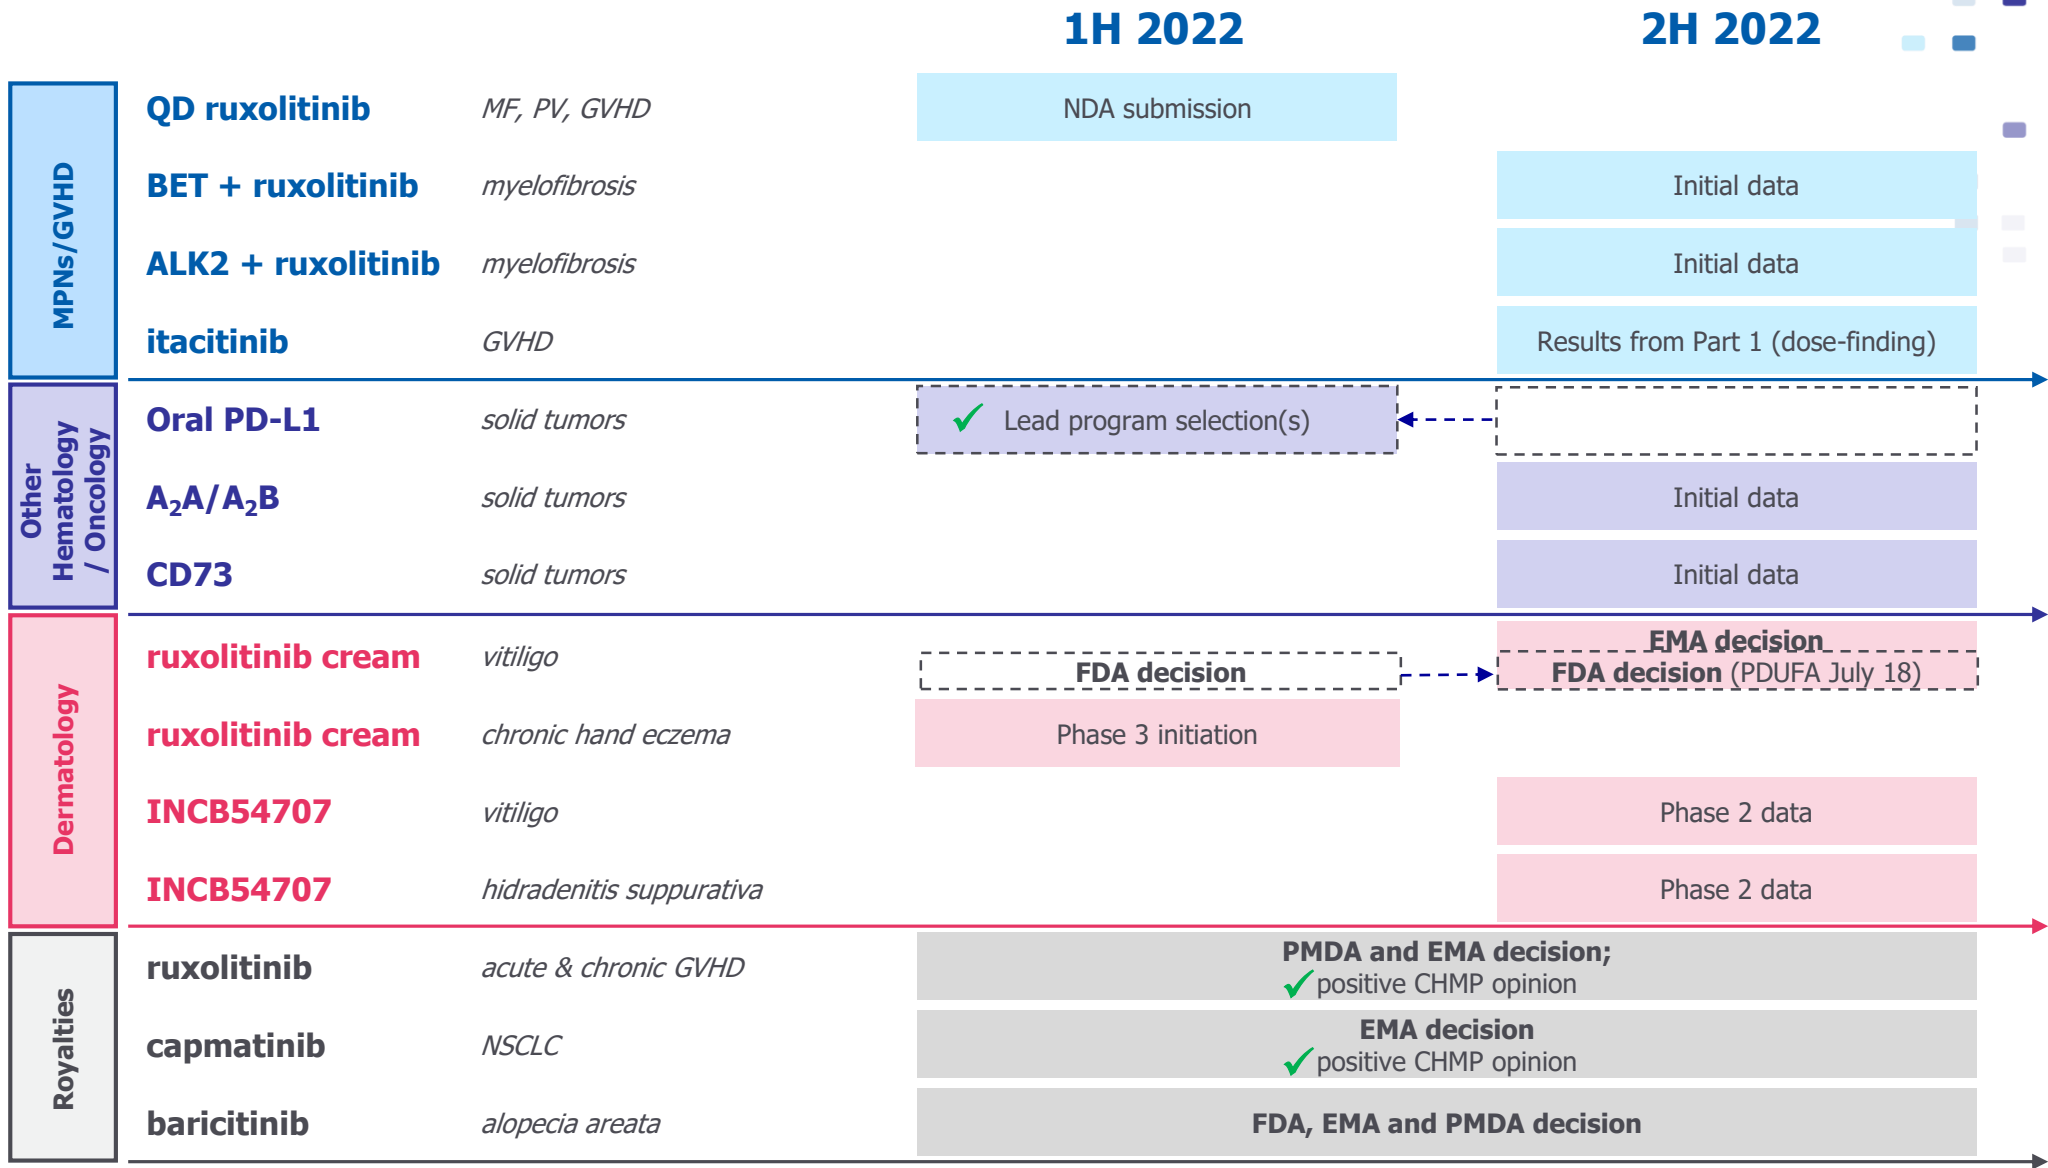 1H 2022
2H 2022
MPNs/GVHD
QD ruxolitinib
MF, PV, GVHD
NDA submission
BET + ruxolitinib
myelofibrosis
Initial data
ALK2 + ruxolitinib
myelofibrosis
Initial data
itacitinib
GVHD
Results from Part 1 (dose-finding)
Other
Hematology
/ Oncology
Oral PD-L1
solid tumors
✓ Lead program selection(s)
A₂A/A₂B
solid tumors
Initial data
CD73
solid tumors
Initial data
Dermatology
ruxolitinib cream
vitiligo
FDA decision
EMA decision
FDA decision (PDUFA July 18)
ruxolitinib cream
chronic hand eczema
Phase 3 initiation
INCB54707
vitiligo
Phase 2 data
INCB54707
hidradenitis suppurativa
Phase 2 data
Royalties
ruxolitinib
acute & chronic GVHD
PMDA and EMA decision;
✓ positive CHMP opinion
capmatinib
NSCLC
EMA decision
✓ positive CHMP opinion
baricitinib
alopecia areata
FDA, EMA and PMDA decision